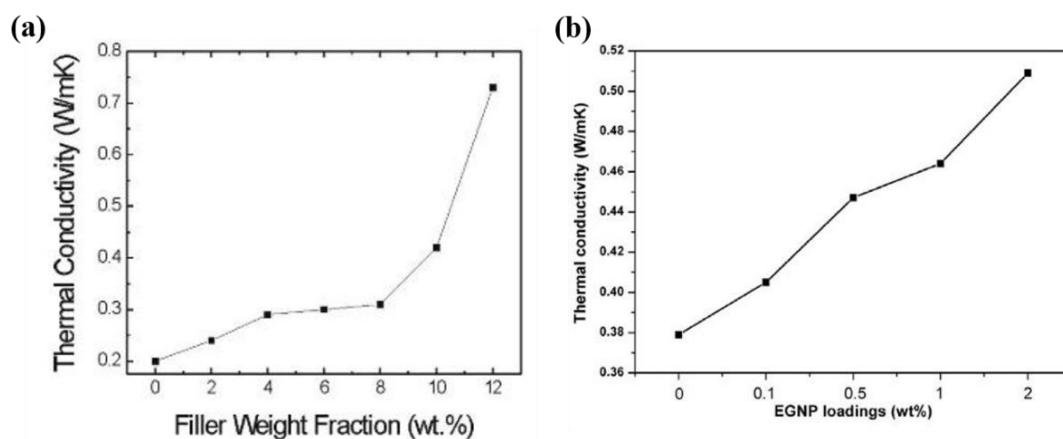 (a)
Thermal Conductivity (W/mK)
0.8
0.7
0.6
0.5
0.4
0.3
0.2
0 2 4 6 8 10 12
Filler Weight Fraction (wt.%)
(b)
Thermal conductivity (W/mK)
0.52
0.50
0.48
0.46
0.44
0.42
0.40
0.38
0.36
0 0.1 0.5 1 2
EGNP loadings (wt%)